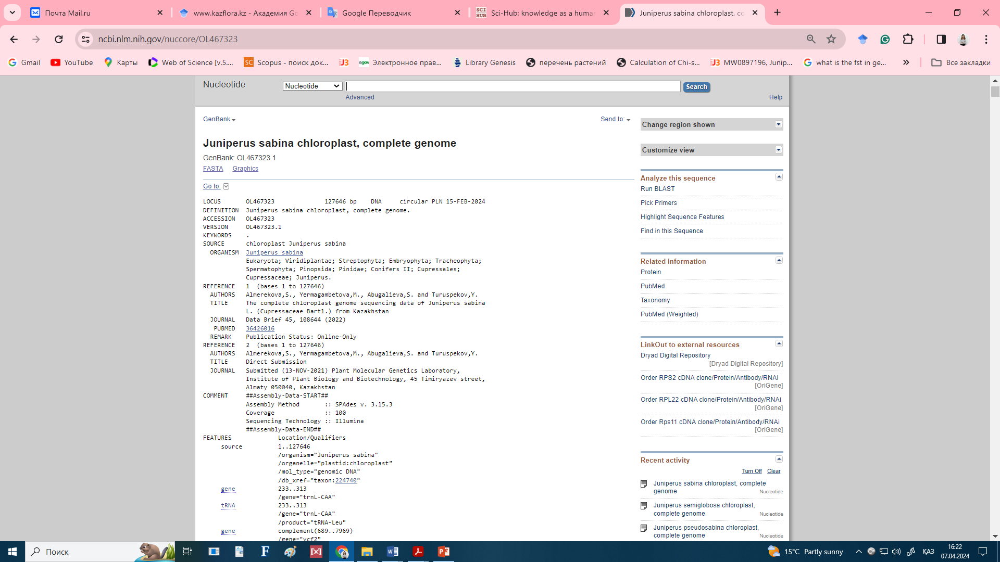 Почта Mail.ru
www.kazflora.kz - Академия Go
Google Переводчик
Sci-Hub: knowledge as a human
Juniperus sabina chloroplast, co
ncbi.nlm.nih.gov/nuccore/OL467323
Gmail YouTube Карты Web of Science [v.5.... Scopus - поиск док... Электронное прав... Library Genesis перечень растений Calculation of Chi-s... MW0897196, Junip... what is the fst in ge... » Все закладки
Nucleotide
Nucleotide
Search
Advanced
Help
GenBank
Send to:
Juniperus sabina chloroplast, complete genome
GenBank: OL467323.1
FASTA Graphics
Go to:
LOCUS OL467323 127646 bp DNA circular PLN 15-FEB-2024
DEFINITION Juniperus sabina chloroplast, complete genome.
ACCESSION OL467323
VERSION OL467323.1
KEYWORDS .
SOURCE chloroplast Juniperus sabina
ORGANISM Juniperus sabina
Eukaryota; Viridiplantae; Streptophyta; Embryophyta; Tracheophyta;
Spermatophyta; Pinopsida; Pinidae; Conifers II; Cupressales;
Cupressaceae; Juniperus.
REFERENCE 1 (bases 1 to 127646)
AUTHORS Almerekova,S., Yermagambetova,M., Abugalieva,S. and Turuspekov,Y.
TITLE The complete chloroplast genome sequencing data of Juniperus sabina
L. (Cupressaceae Bartl.) from Kazakhstan
JOURNAL Data Brief 45, 108644 (2022)
PUBMED 36426016
REMARK Publication Status: Online-Only
REFERENCE 2 (bases 1 to 127646)
AUTHORS Almerekova,S., Yermagambetova,M., Abugalieva,S. and Turuspekov,Y.
TITLE Direct Submission
JOURNAL Submitted (13-NOV-2021) Plant Molecular Genetics Laboratory,
Institute of Plant Biology and Biotechnology, 45 Timiryazev street,
Almaty 050040, Kazakhstan
COMMENT ##Assembly-Data-START##
Assembly Method :: SPAdes v. 3.15.3
Coverage :: 100
Sequencing Technology :: Illumina
##Assembly-Data-END##
FEATURES Location/Qualifiers
source 1..127646
/organism="Juniperus sabina"
/organelle="plastid:chloroplast"
/mol_type="genomic DNA"
/db_xref="taxon:224740"
gene 233..313
/gene="trnL-CAA"
tRNA 233..313
/gene="trnL-CAA"
/product="tRNA-Leu"
gene complement(689..7969)
/gene="ycf2"
Change region shown
Customize view
Analyze this sequence
Run BLAST
Pick Primers
Highlight Sequence Features
Find in this Sequence
Related information
Protein
PubMed
Taxonomy
PubMed (Weighted)
LinkOut to external resources
Dryad Digital Repository
[Dryad Digital Repository]
Order RPS2 cDNA clone/Protein/Antibody/RNAi
[OriGene]
Order RPL22 cDNA clone/Protein/Antibody/RNAi
[OriGene]
Order Rps11 cDNA clone/Protein/Antibody/RNAi
[OriGene]
Recent activity
Turn Off Clear
Juniperus sabina chloroplast, complete
genome Nucleotide
Juniperus semiglobosa chloroplast,
complete genome Nucleotide
Juniperus pseudosabina chloroplast,
complete genome Nucleotide
Поиск
15°C Partly sunny
ҚАЗ
16:22
07.04.2024